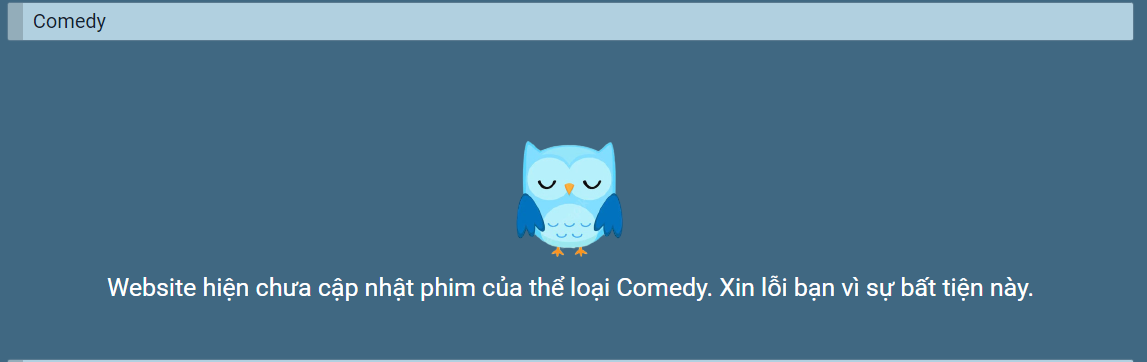 Comedy
Website hiện chưa cập nhật phim của thể loại Comedy. Xin lỗi bạn vì sự bất tiện này.